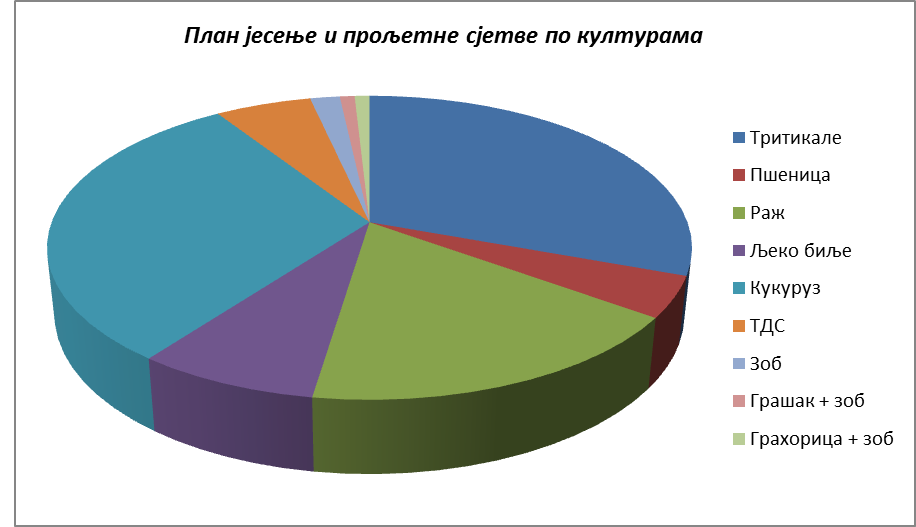 План јесење и прољетне сјетве по културама
Тритикале
Пшеница
Раж
Љеко биље
Кукуруз
ТДС
Зоб
Грашак + зоб
Грахорица + зоб